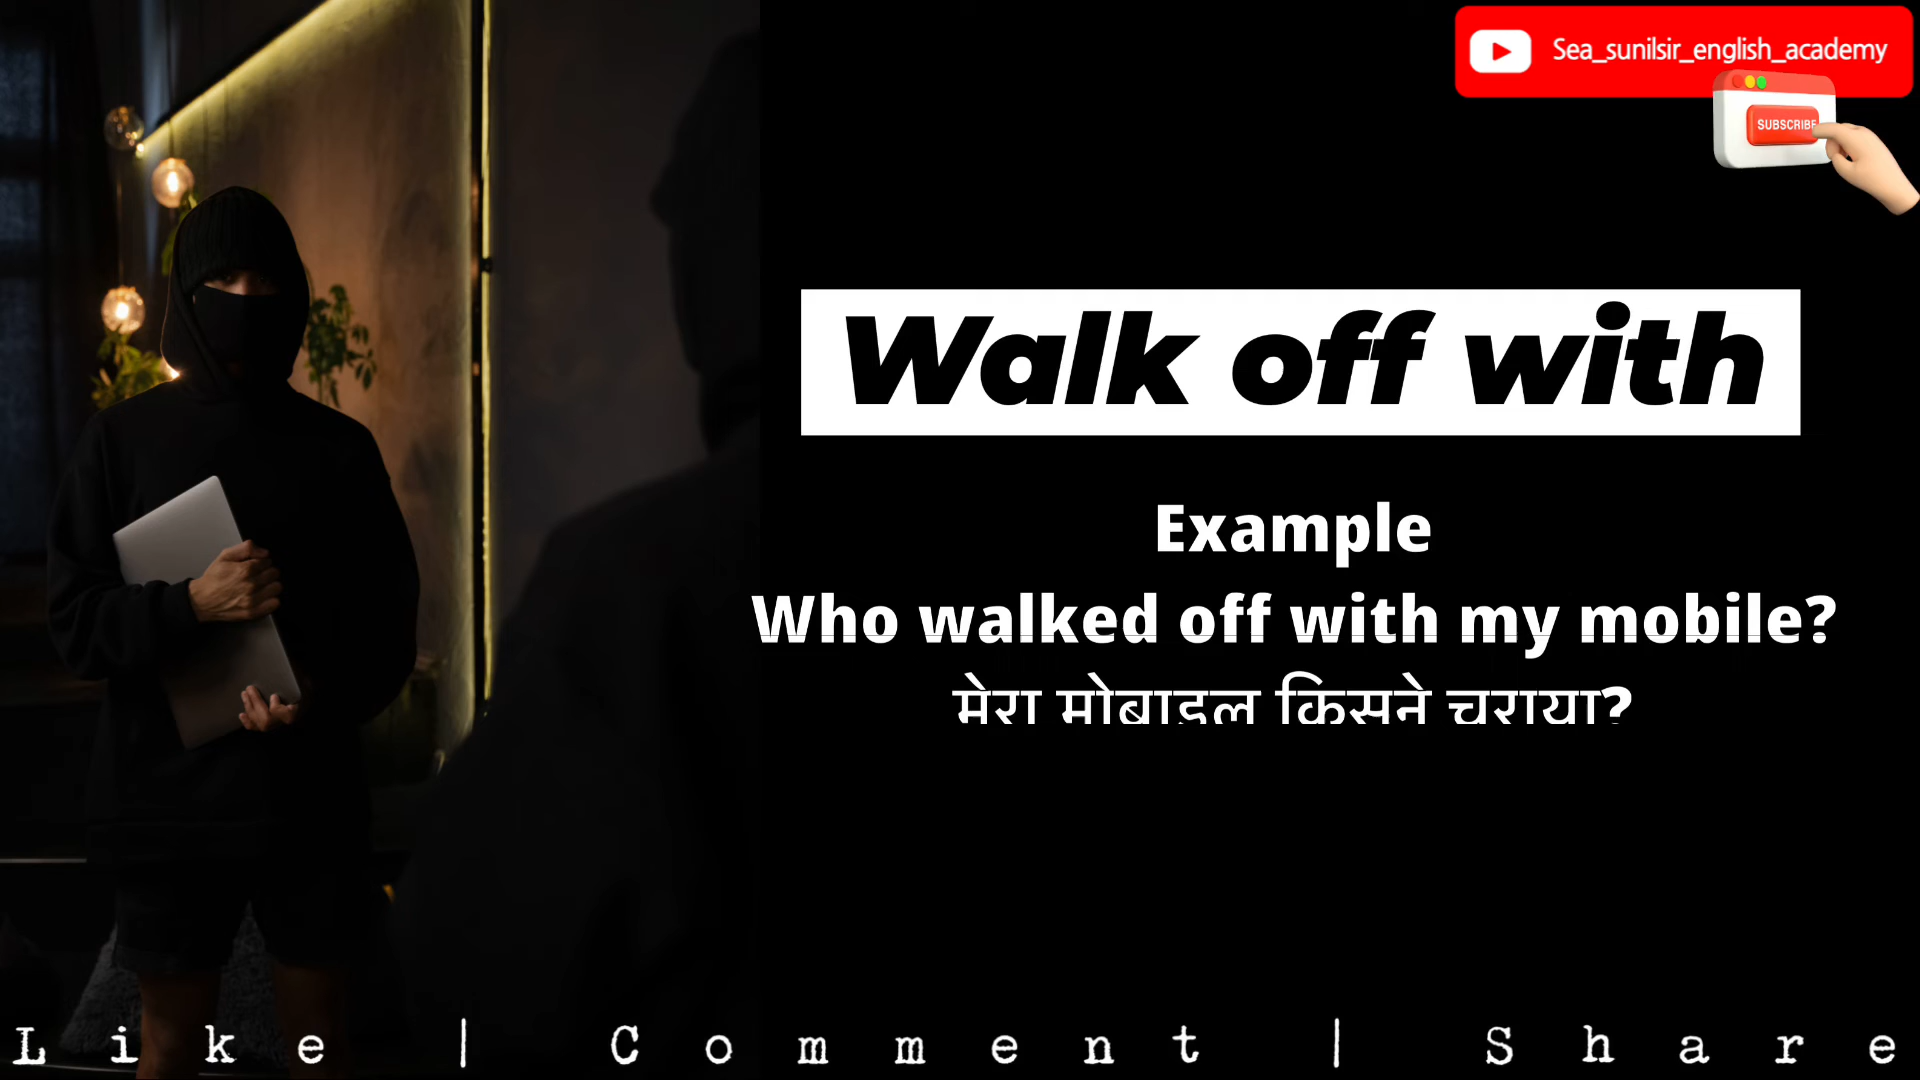 Sea_sunilsir_english_academy
SUBSCRIBE
Walk off with
Example
Who walked off with my mobile?
मेरा मोबाइल किसने चुराया?
Like | Comment | Share